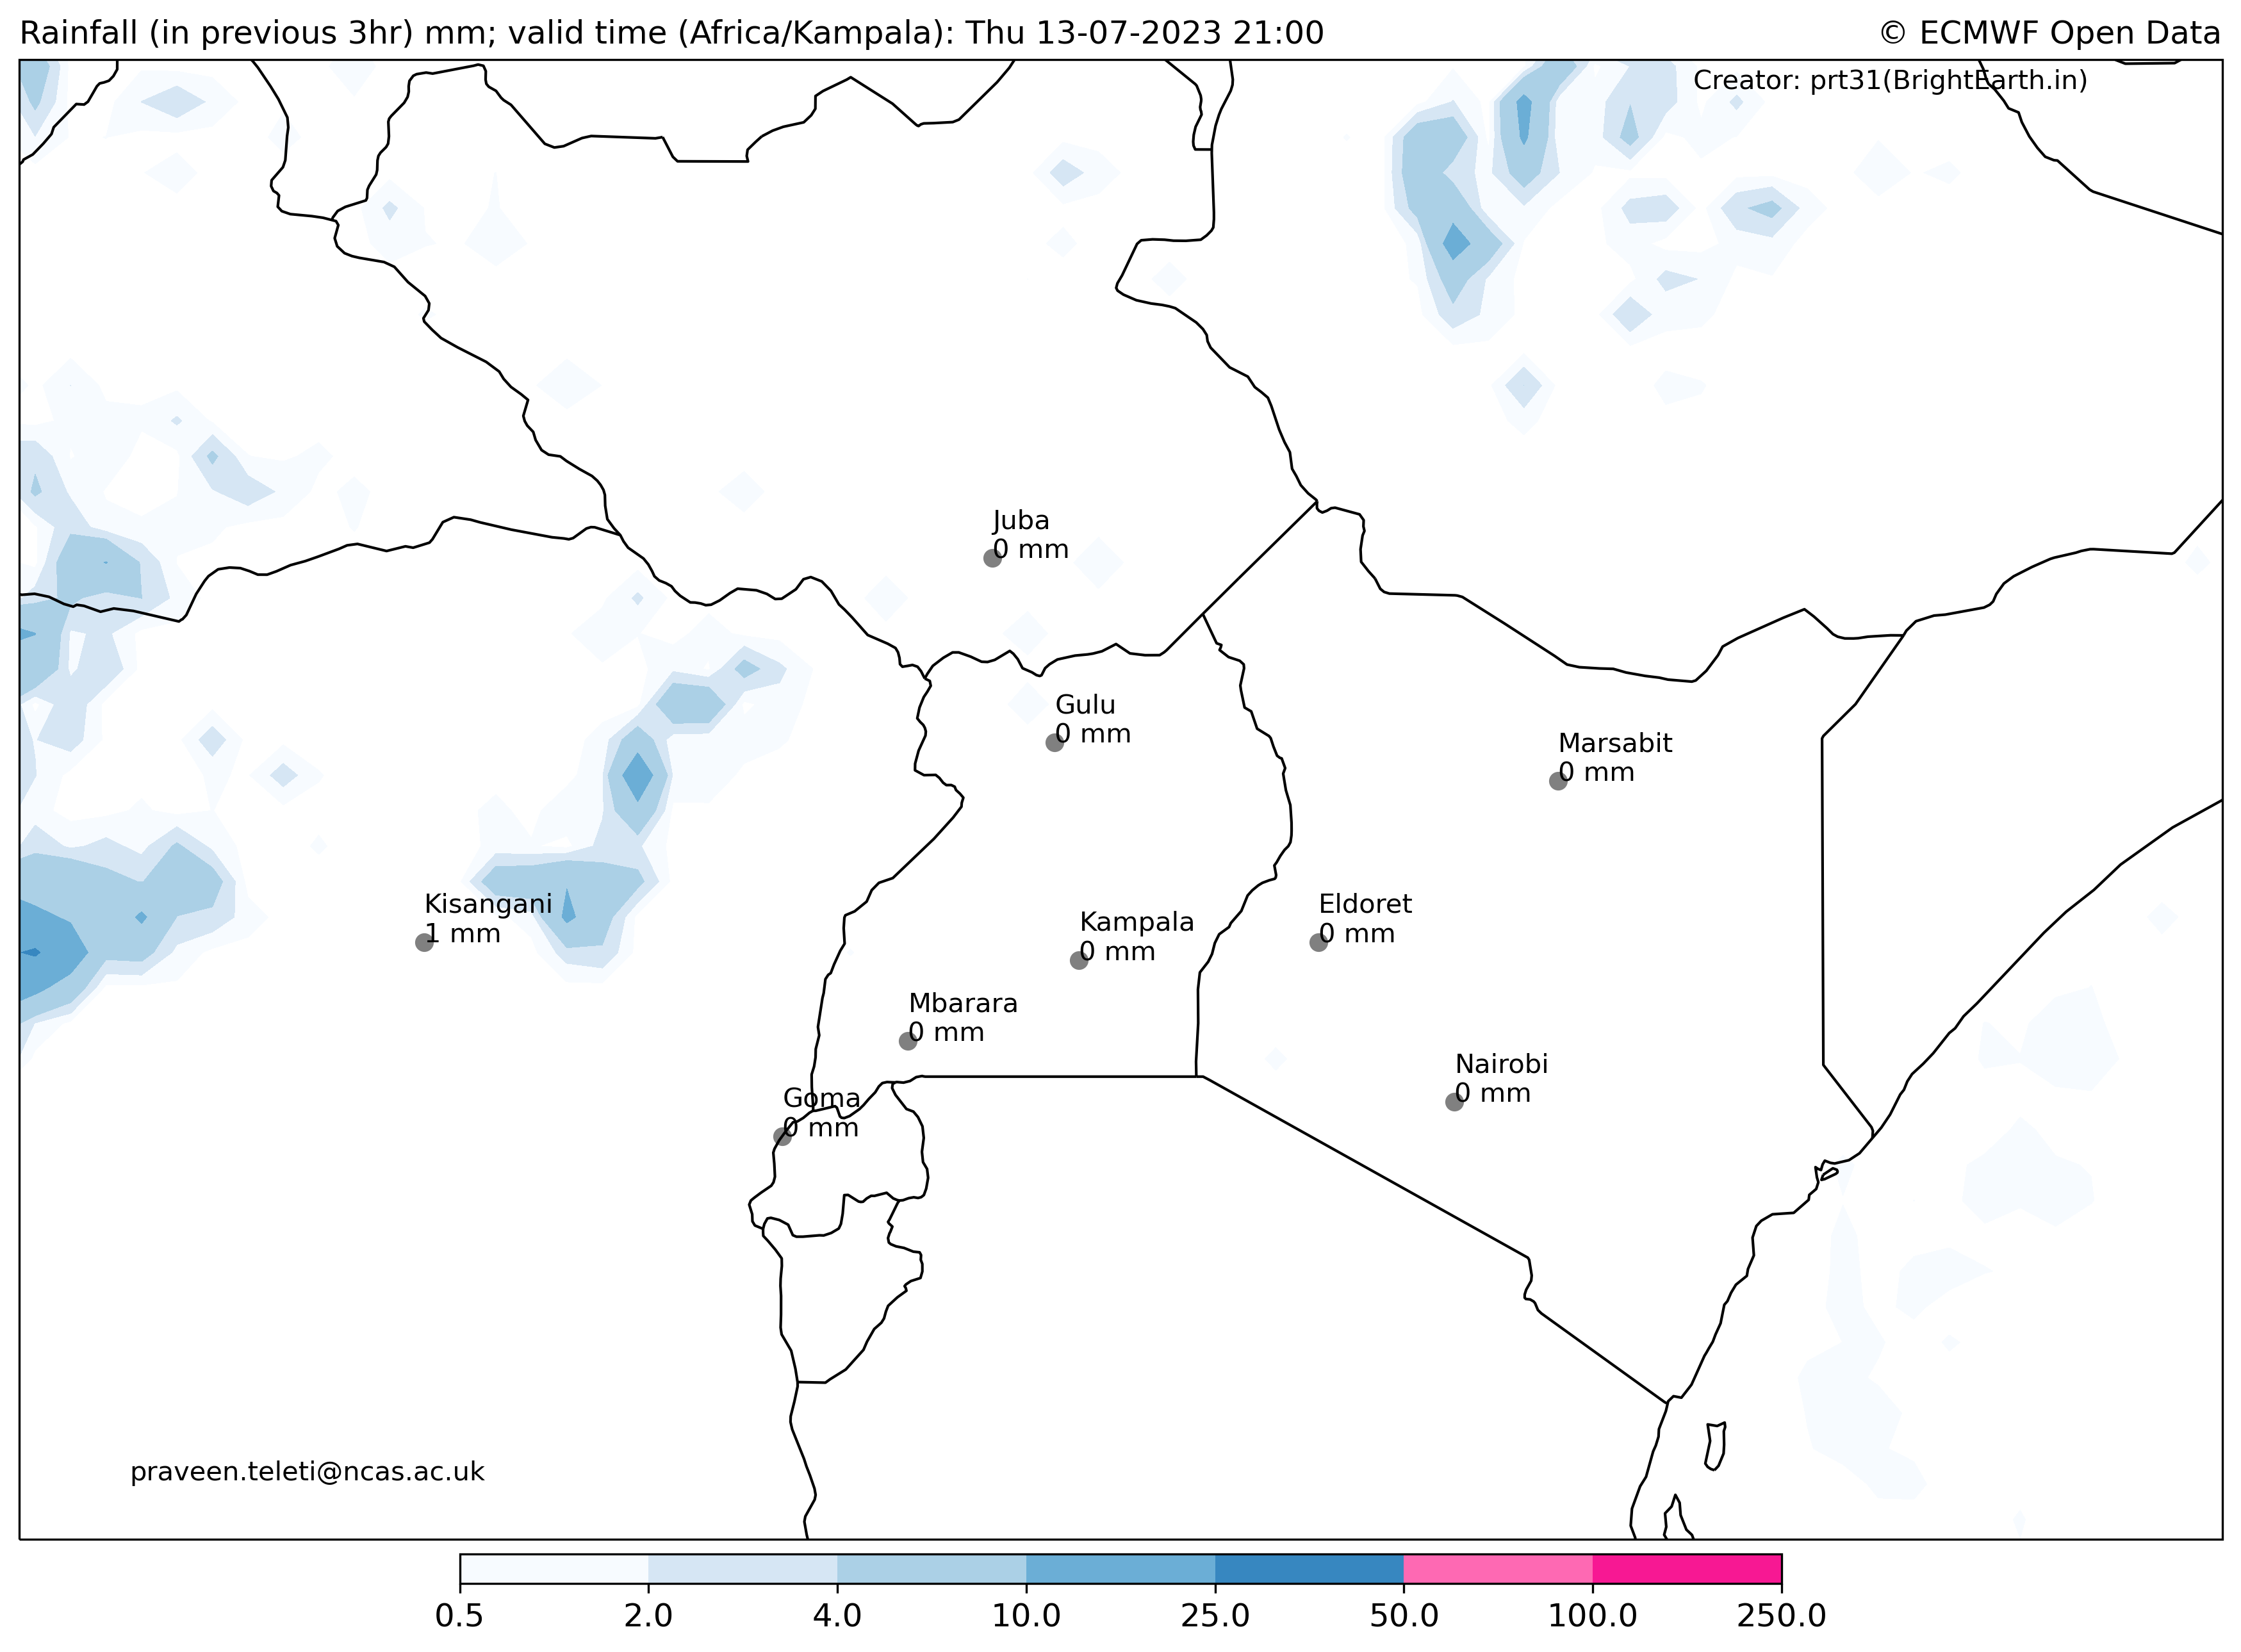 Rainfall (in previous 3hr) mm; valid time (Africa/Kampala): Thu 13-07-2023 21:00
© ECMWF Open Data
Creator: prt31(BrightEarth.in)
Juba
0 mm
Gulu
0 mm
Marsabit
0 mm
Kisangani
1 mm
Kampala
0 mm
Eldoret
0 mm
Mbarara
0 mm
Nairobi
0 mm
Goma
0 mm
praveen.teleti@ncas.ac.uk
0.5 2.0 4.0 10.0 25.0 50.0 100.0 250.0